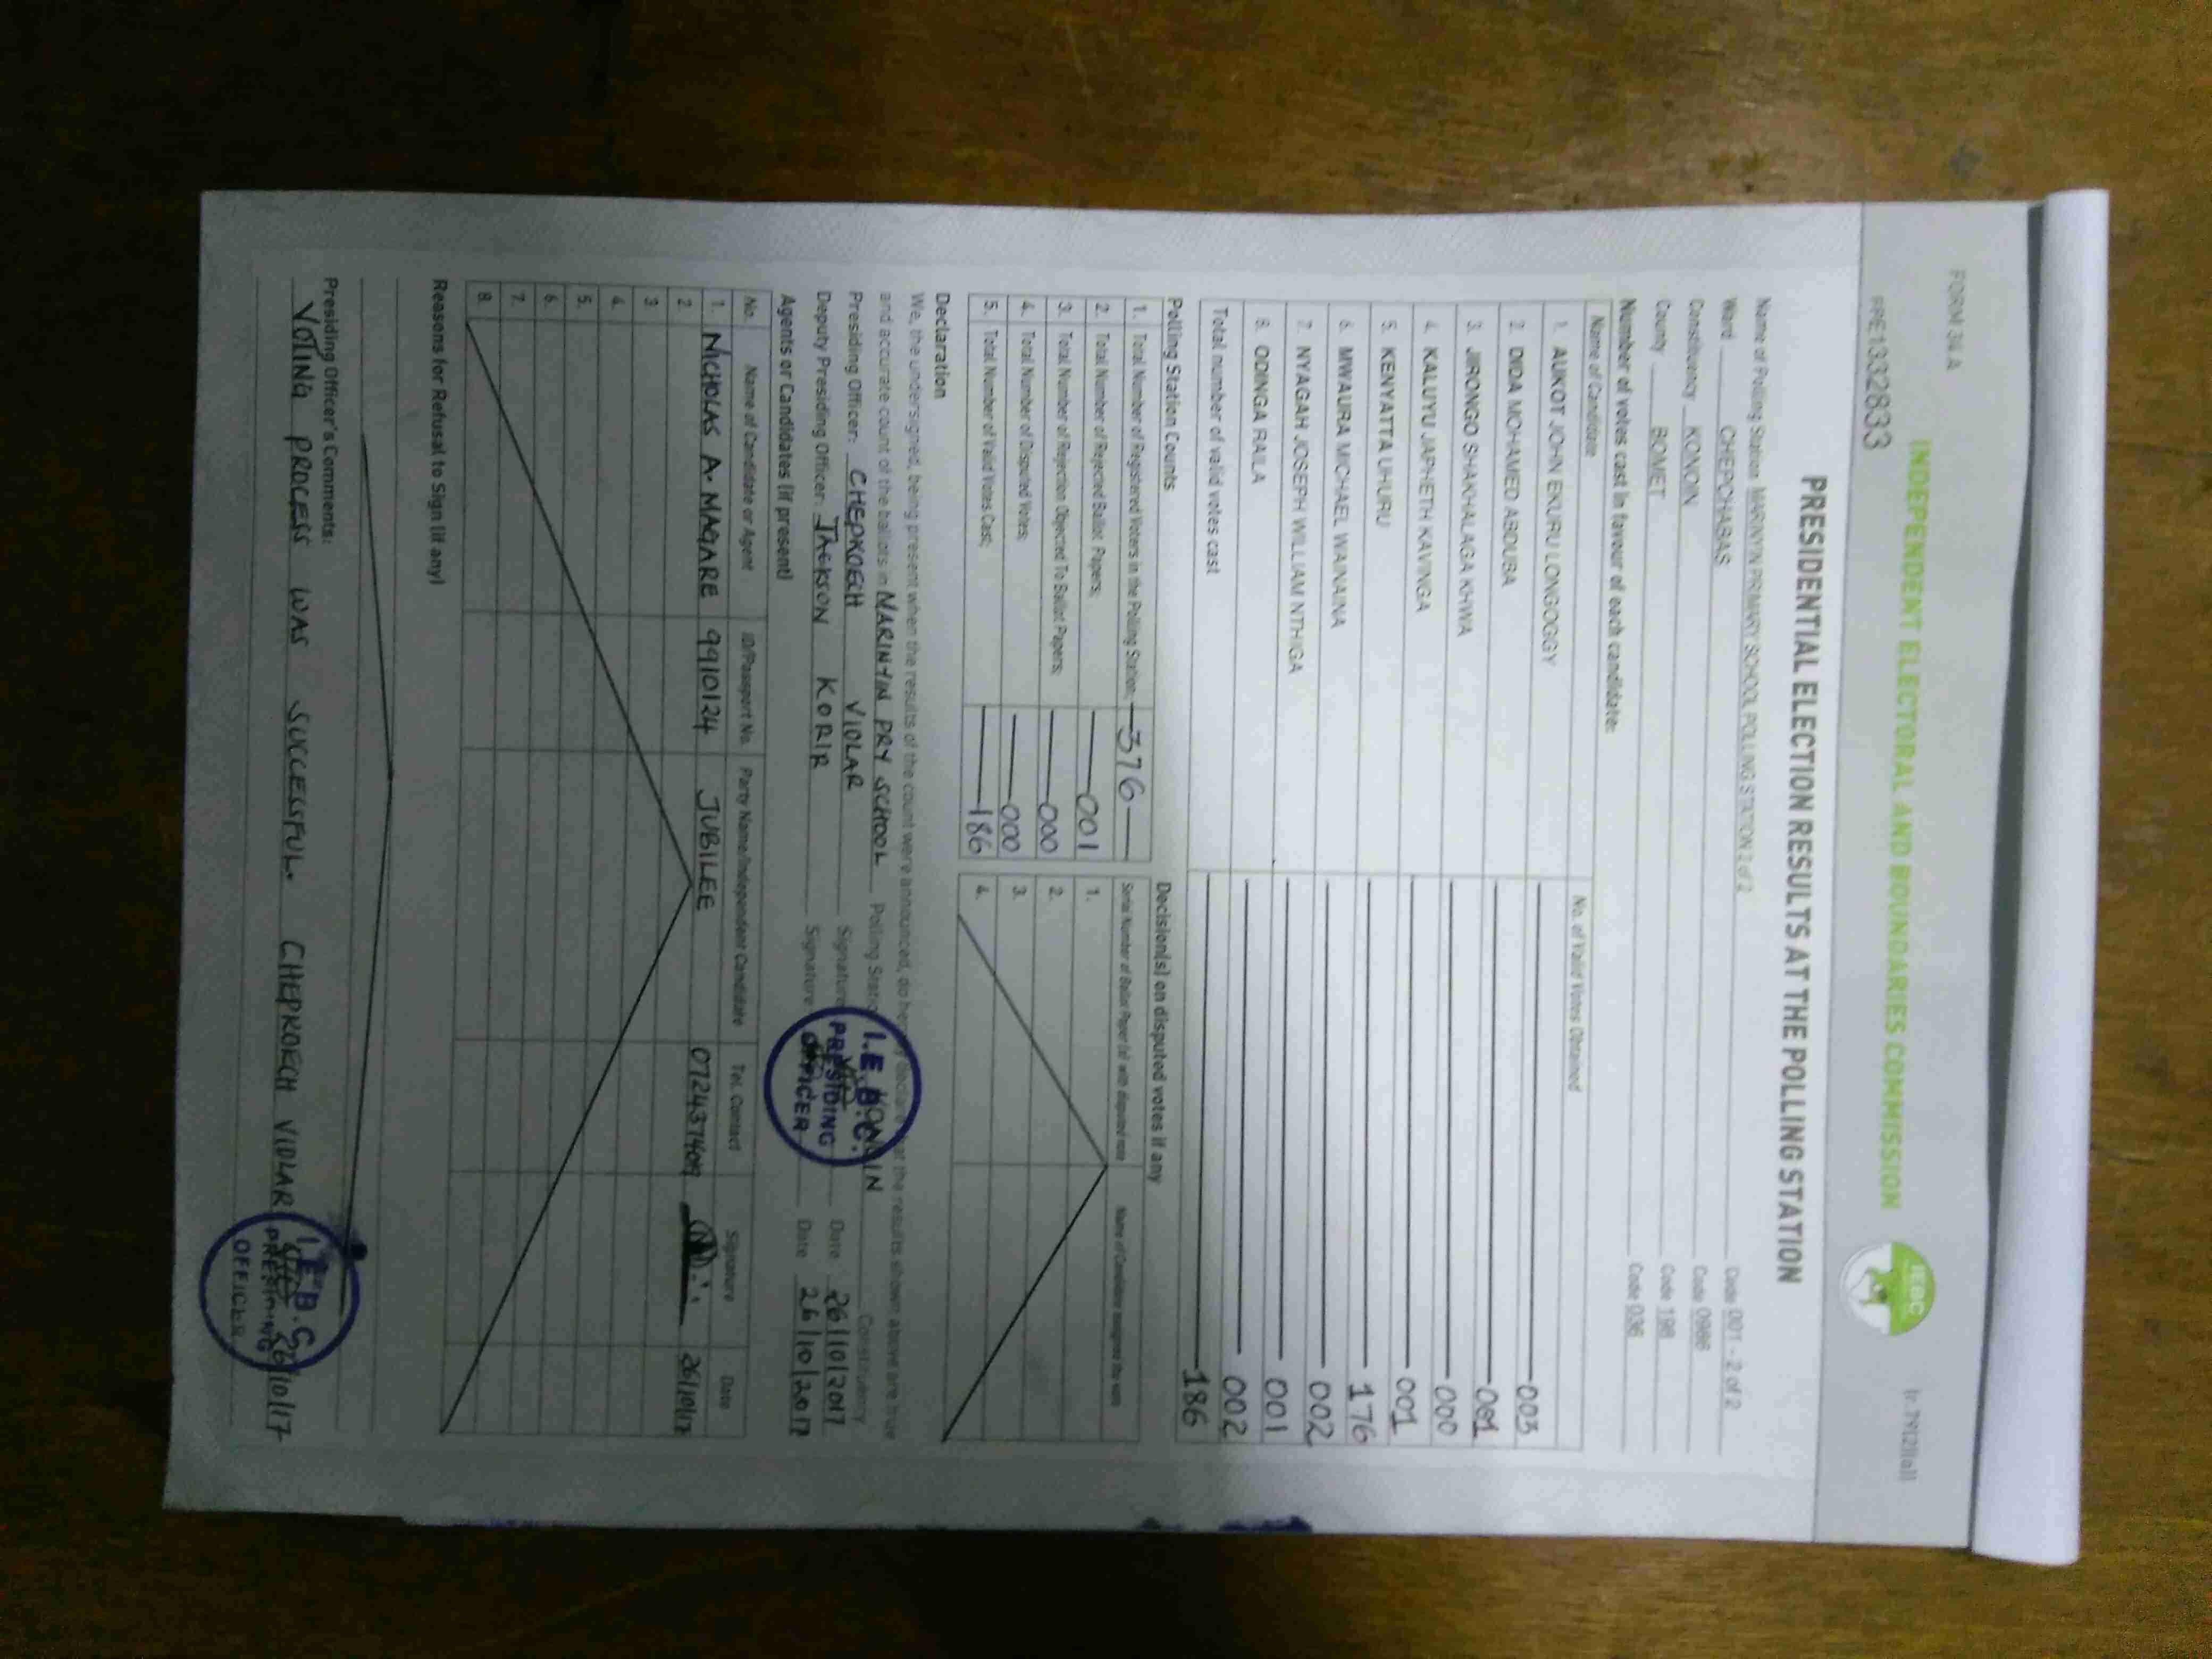 FORM 34 A
INDEPENDENT ELECTORAL AND BOUNDARIES COMMISSION
IEBC
PRE1332833
PRESIDENTIAL ELECTION RESULTS AT THE POLLING STATION
Name of Polling Station MARINYIN PRIMARY SCHOOL POLLING STATION 2 of 2 Code 001 - 2 of 2
Ward CHEPCHABAS Code 0986
Constituency KONOIN Code 198
County BOMET Code 036
Number of votes cast in favour of each candidate:
Name of Candidate No. of Valid Votes Obtained
1. AUKOT JOHN EKURU LONGOGGY 003
2. DIDA MOHAMED ABDUBA 001
3. JIRONGO SHAKHALAGA KHWA 000
4. KALUYU JAPHETH KAVINGA 001
5. KENYATTA UHURU 176
6. MWAURA MICHAEL WAINAINA 002
7. NYAGAH JOSEPH WILLIAM NTHIGA 001
8. ODINGA RAILA 002
Total number of valid votes cast 186
Polling Station Counts
1. Total Number of Registered Voters in the Polling Station; 376
2. Total Number of Rejected Ballot Papers; 001
3. Total Number of Rejection Objected To Ballot Papers; 000
4. Total Number of Disputed Votes; 000
5. Total Number of Valid Votes Cast; 186
Decision(s) on disputed votes if any
Serial Number of Ballot Paper (s) with disputed vote Name of Candidate assigned the vote
1.
2.
3.
4.
Declaration
We, the undersigned, being present when the results of the count were announced, do hereby declare that the results shown above are true
and accurate count of the ballots in MARINYIN PRY SCHOOL Polling Station KONOIN Constituency
Presiding Officer: CHEPKOECH VIOLAR Signature Date 26/10/2017
Deputy Presiding Officer: JACKSON KORIR Signature Date 26/10/2017
I.E.B.C.
PRESIDING
OFFICER
Agents or Candidates (if present)
No. Name of Candidate or Agent ID/Passport No. Party Name/Independent Candidate Tel. Contact Signature Date
1. NICHOLAS A. MAGARE 9910124 JUBILEE 26/10/17
2.
3.
4.
5.
6.
7.
8.
Reasons for Refusal to Sign (if any)
Presiding Officer's Comments:
VOTING PROCESS WAS SUCCESSFUL. CHEPKOECH VIOLAR 26/10/17
I.E.B.C.
PRESIDING
OFFICER